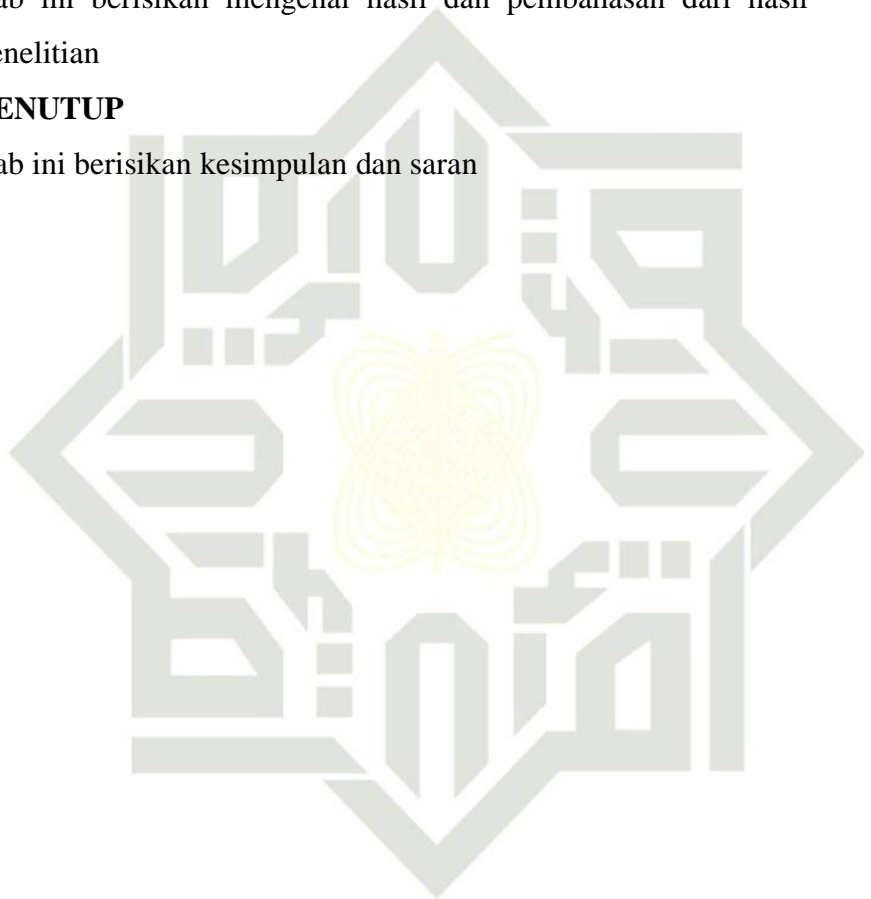 ab ini berisikan mengenai hasil dan pembahasan dari hasil
enelitian
ENUTUP
ab ini berisikan kesimpulan dan saran